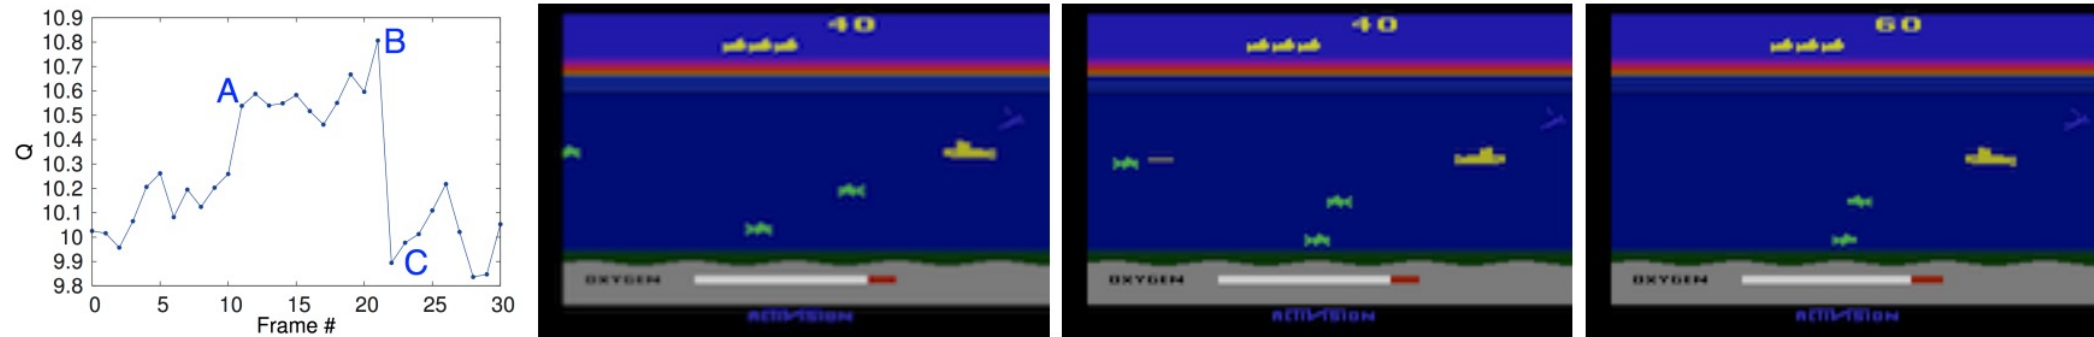 10.9
10.8
10.7
10.6
10.5
10.4
10.3
10.2
10.1
10
9.9
9.8
Q
A
B
C
0 5 10 15 20 25 30
Frame #
40
OXYGEN
ACTIVISION
40
OXYGEN
ACTIVISION
60
OXYGEN
ACTIVISION